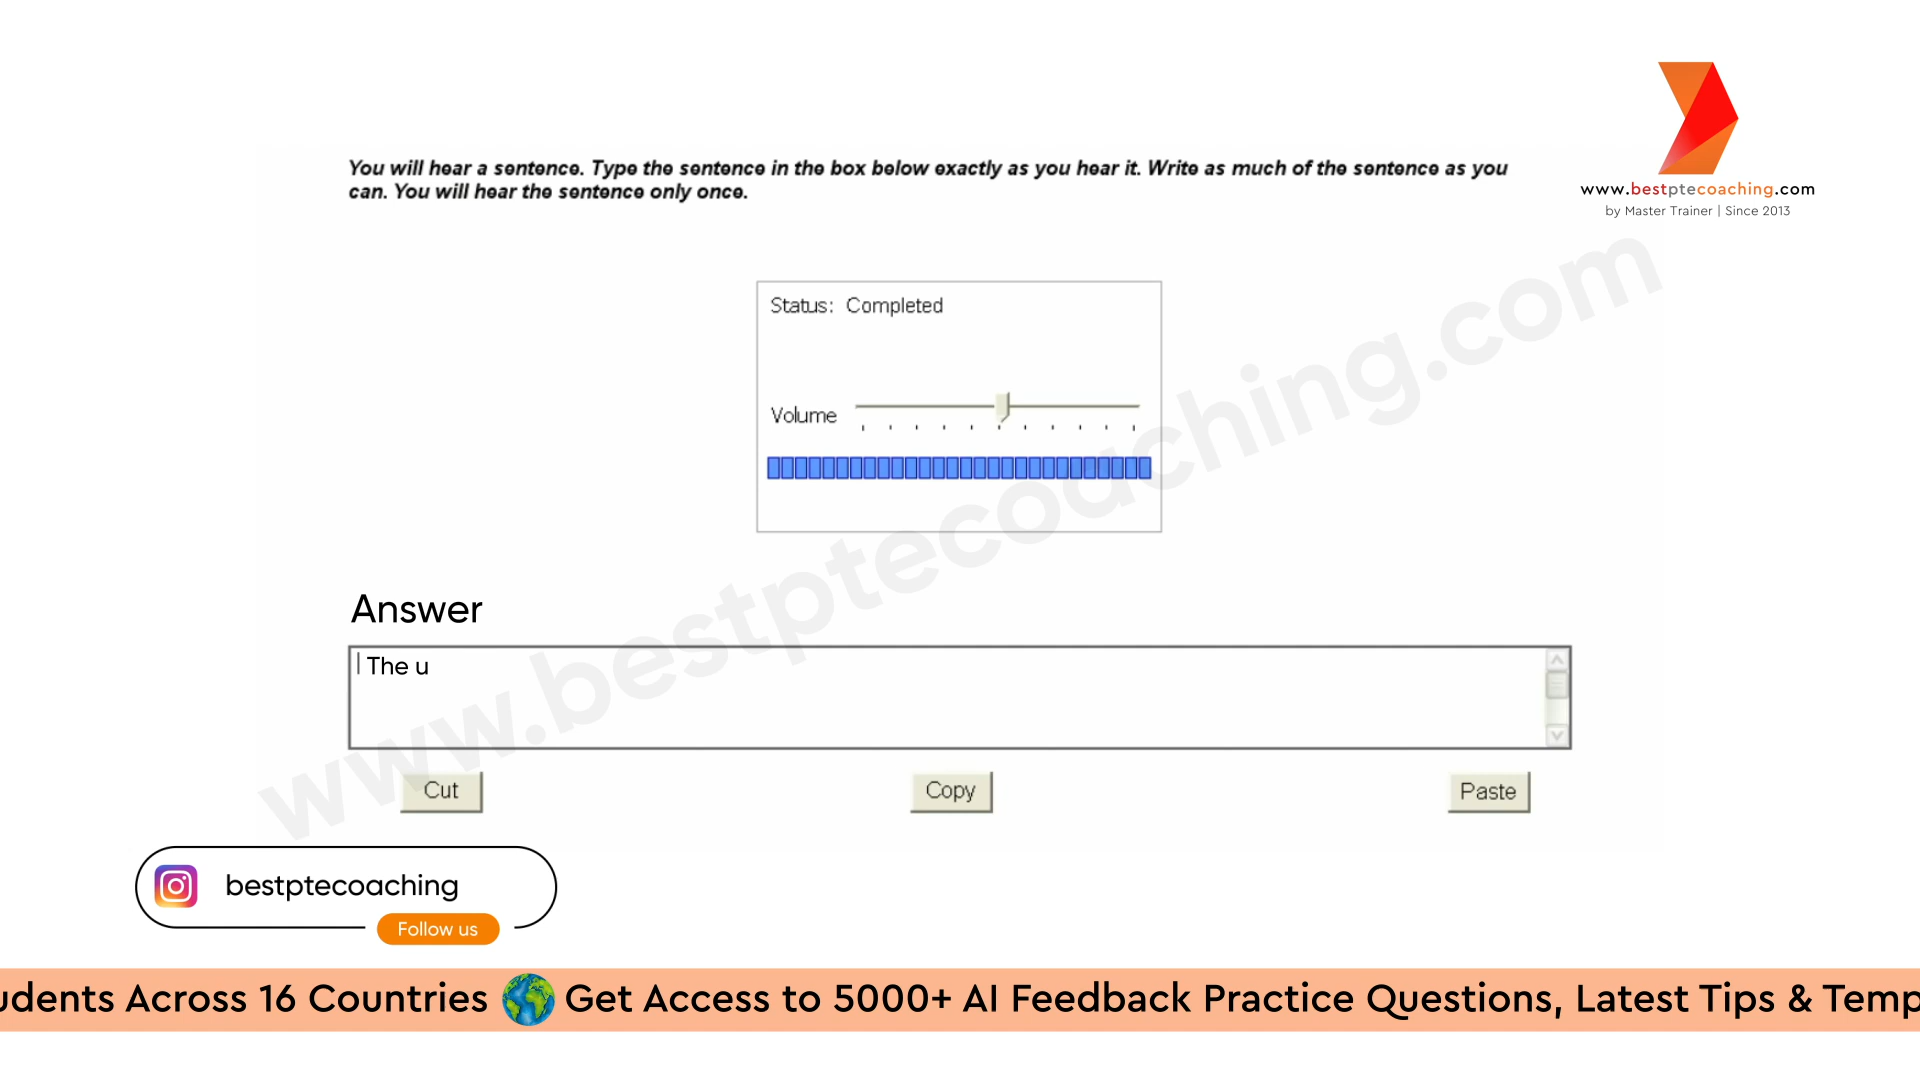 You will hear a sentence. Type the sentence in the box below exactly as you hear it. Write as much of the sentence as you
can. You will hear the sentence only once.
www.bestptecoaching.com
by Master Trainer | Since 2013
Status: Completed
Volume
www.bestptecoaching.com
Answer
The u
Cut
Copy
Paste
bestptecoaching
Follow us
udents Across 16 Countries Get Access to 5000+ AI Feedback Practice Questions, Latest Tips & Temp